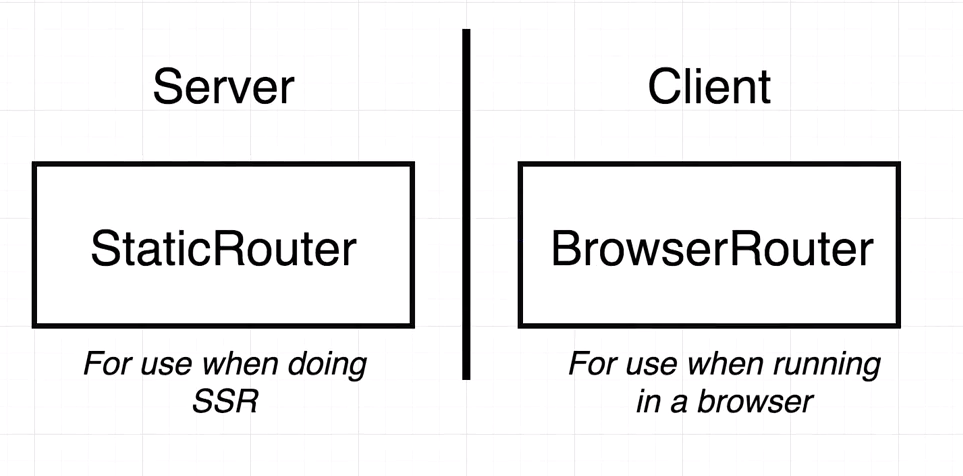 Server
StaticRouter
For use when doing
SSR
Client
BrowserRouter
For use when running
in a browser